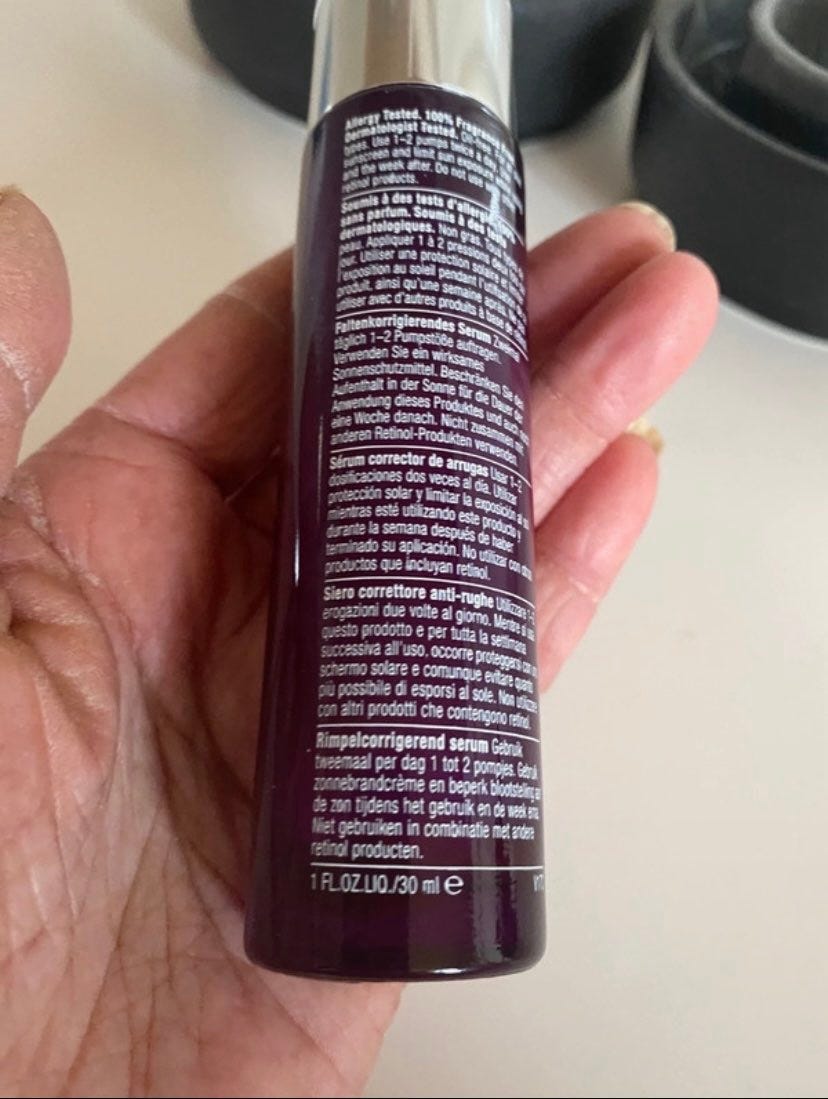 Allergy Tested. 100% Fragrance
Dermatologist Tested.
types. Use 1–2 pumps twice a
sunscreen and limit sun exposure
and the week after. Do not use
retinol products.
Soumis à des tests d'allergie.
sans parfum. Soumis à des tests
dermatologiques. Non gras.
peau. Appliquer 1 à 2 pressions
jour. Utiliser une protection solaire
l'exposition au soleil pendant
produit, ainsi qu'une semaine après.
utiliser avec d'autres produits à base de
Faltenkorrigierendes Serum
täglich 1–2 Pumpstöße auftragen.
Verwenden Sie ein wirksames
Sonnenschutzmittel. Beschränken Sie den
Aufenthalt in der Sonne für die Dauer der
Anwendung dieses Produktes und auch
eine Woche danach. Nicht zusammen mit
anderen Retinol-Produkten verwenden.
Sérum corrector de arrugas Usar 1–2
dosificaciones dos veces al día. Utilizar
protección solar y limitar la exposición al
mientras esté utilizando este producto y
durante la semana después de haber
terminado su aplicación. No utilizar con
productos que incluyan retinol.
Siero correttore anti-rughe Utilizzare 1-2
erogazioni due volte al giorno. Mentre
questo prodotto e per tutta la settimana
successiva all'uso, occorre proteggersi con
schermo solare e comunque evitare quanto
più possibile di esporsi al sole. Non utilizzare
con altri prodotti che contengono retinol.
Rimpelcorrigerend serum Gebruik
tweemaal per dag 1 tot 2 pompjes. Gebruik
zonnebrandcrème en beperk blootstelling aan
de zon tijdens het gebruik en de week erna.
Niet gebruiken in combinatie met andere
retinol producten.
1 FL.OZ.LIQ./30 ml e